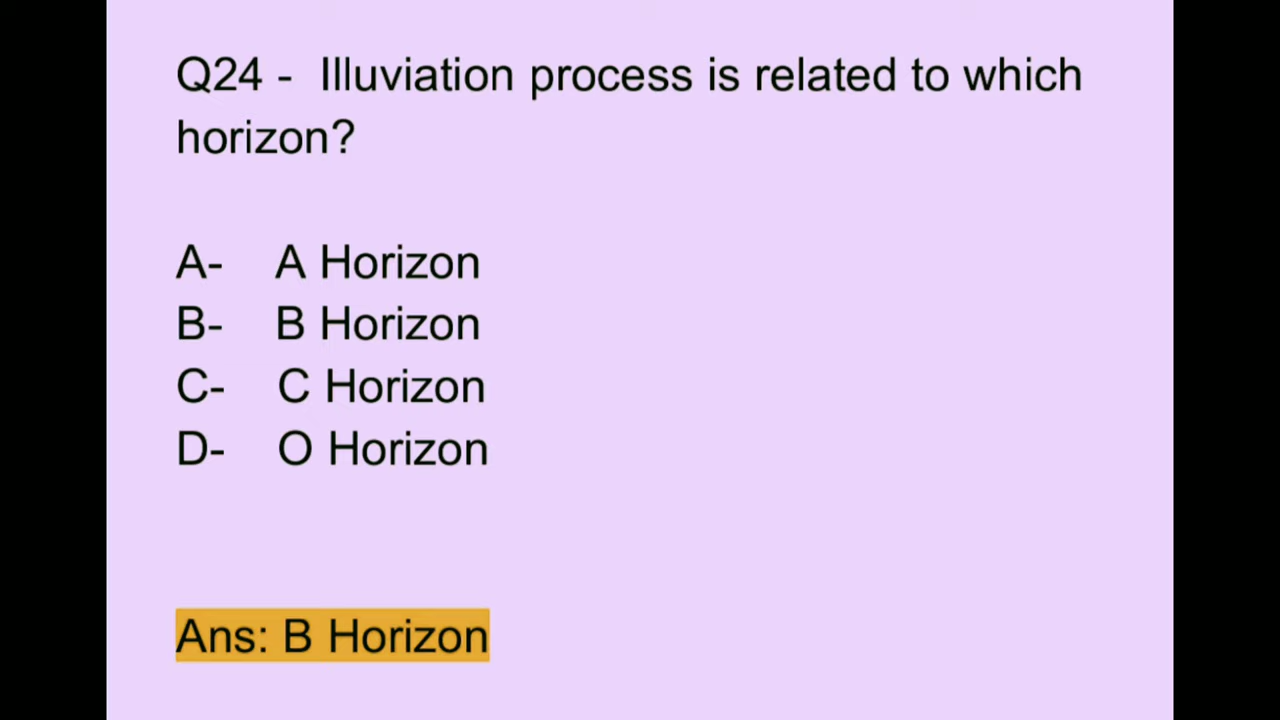 Q24 - Illuviation process is related to which
horizon?
A- A Horizon
B- B Horizon
C- C Horizon
D- O Horizon
Ans: B Horizon